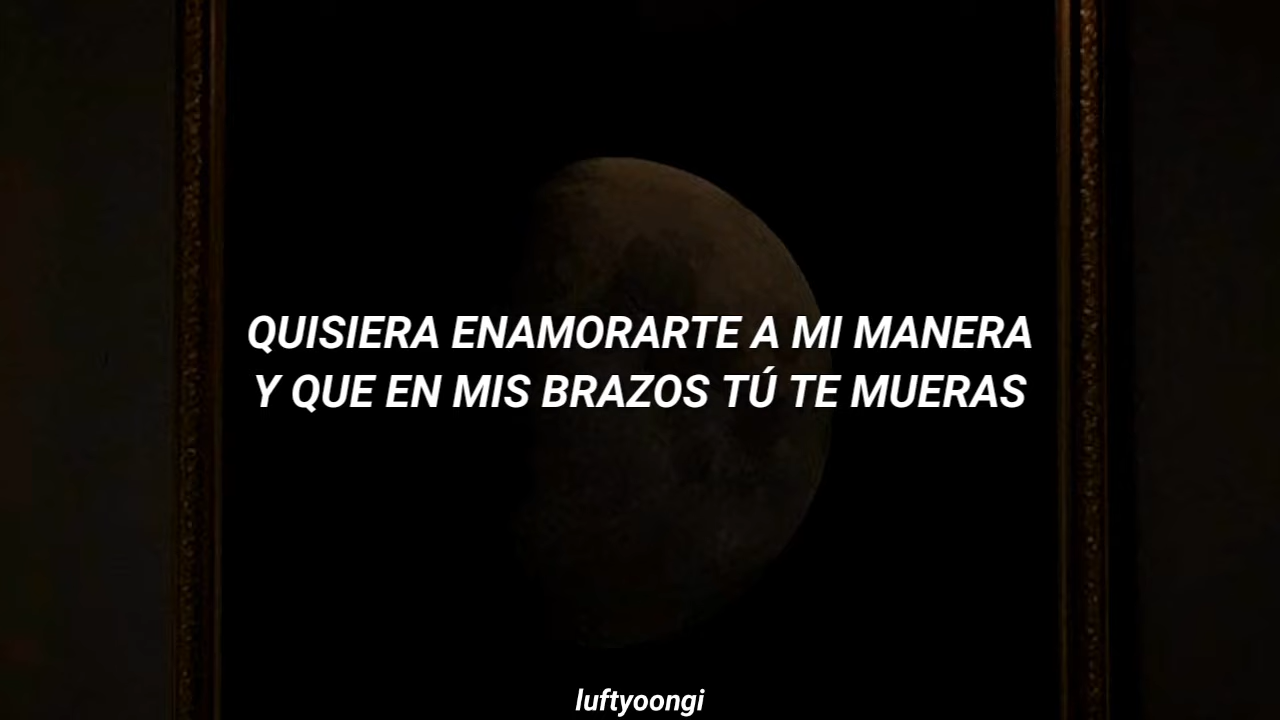 QUISIERA ENAMORARTE A MI MANERA
Y QUE EN MIS BRAZOS TÚ TE MUERAS
luftyoongi